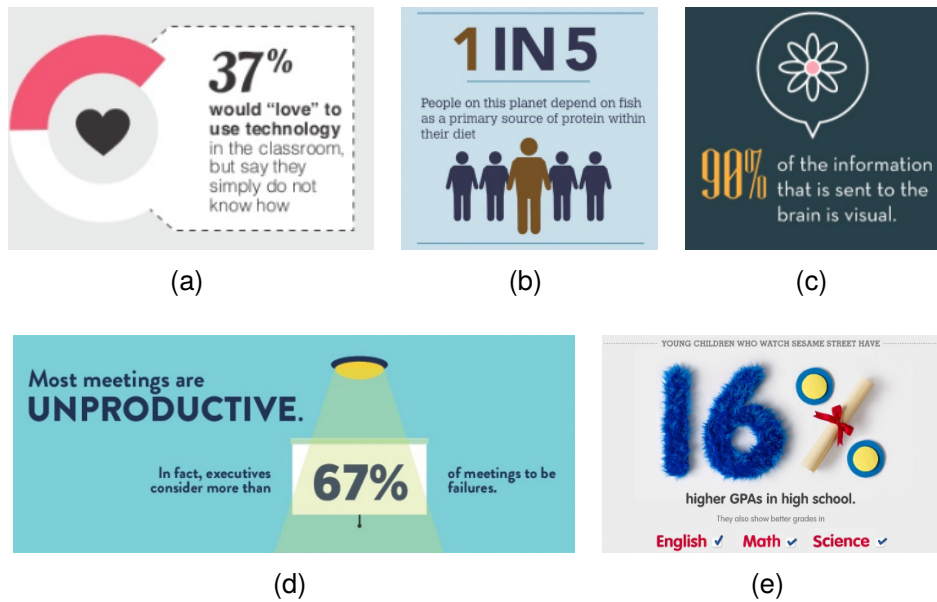 37%
would “love” to
use technology
in the classroom,
but say they
simply do not
know how
(a)
1 IN 5
People on this planet depend on fish
as a primary source of protein within
their diet
(b)
90% of the information
that is sent to the
brain is visual.
(c)
Most meetings are
UNPRODUCTIVE.
In fact, executives
consider more than
67%
of meetings to be
failures.
(d)
YOUNG CHILDREN WHO WATCH SESAME STREET HAVE
16%
higher GPAs in high school.
They also show better grades in
English Math Science
(e)